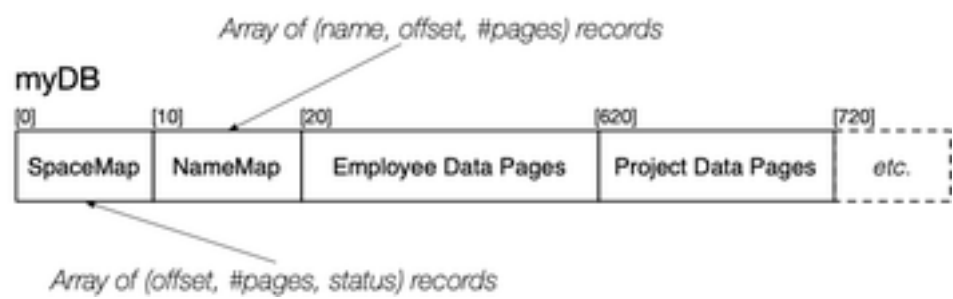 Array of (name, offset, #pages) records
myDB
[0] [10] [20] [620] [720]
SpaceMap NameMap Employee Data Pages Project Data Pages etc.
Array of (offset, #pages, status) records